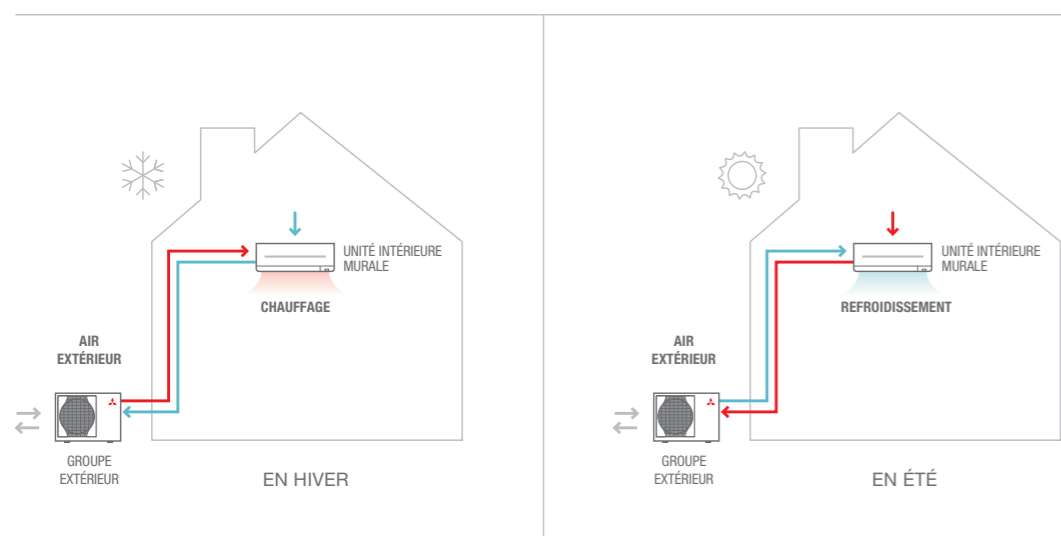 UNITÉ INTÉRIEURE
MURALE
CHAUFFAGE
AIR
EXTÉRIEUR
GROUPE
EXTÉRIEUR
EN HIVER
UNITÉ INTÉRIEURE
MURALE
REFROIDISSEMENT
AIR
EXTÉRIEUR
GROUPE
EXTÉRIEUR
EN ÉTÉ